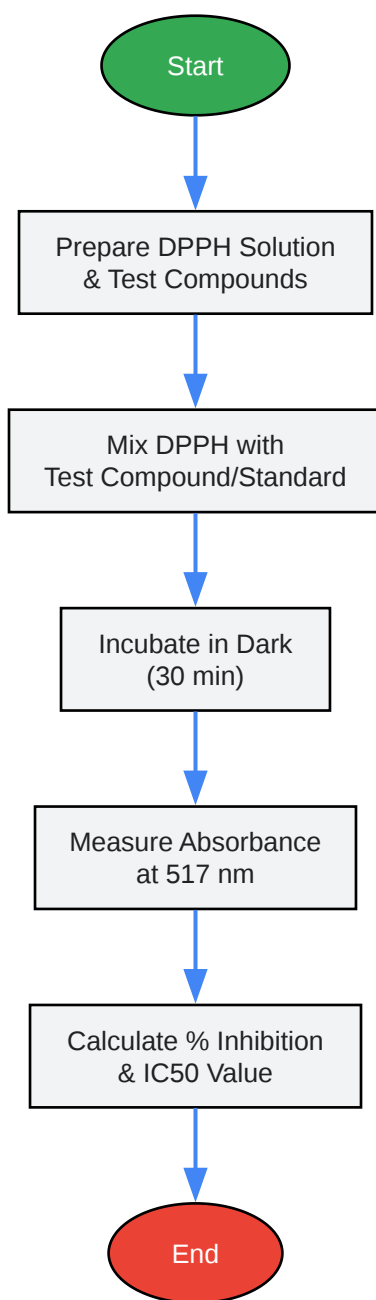 Start
Prepare DPPH Solution
& Test Compounds
Mix DPPH with
Test Compound/Standard
Incubate in Dark
(30 min)
Measure Absorbance
at 517 nm
Calculate % Inhibition
& IC50 Value
End